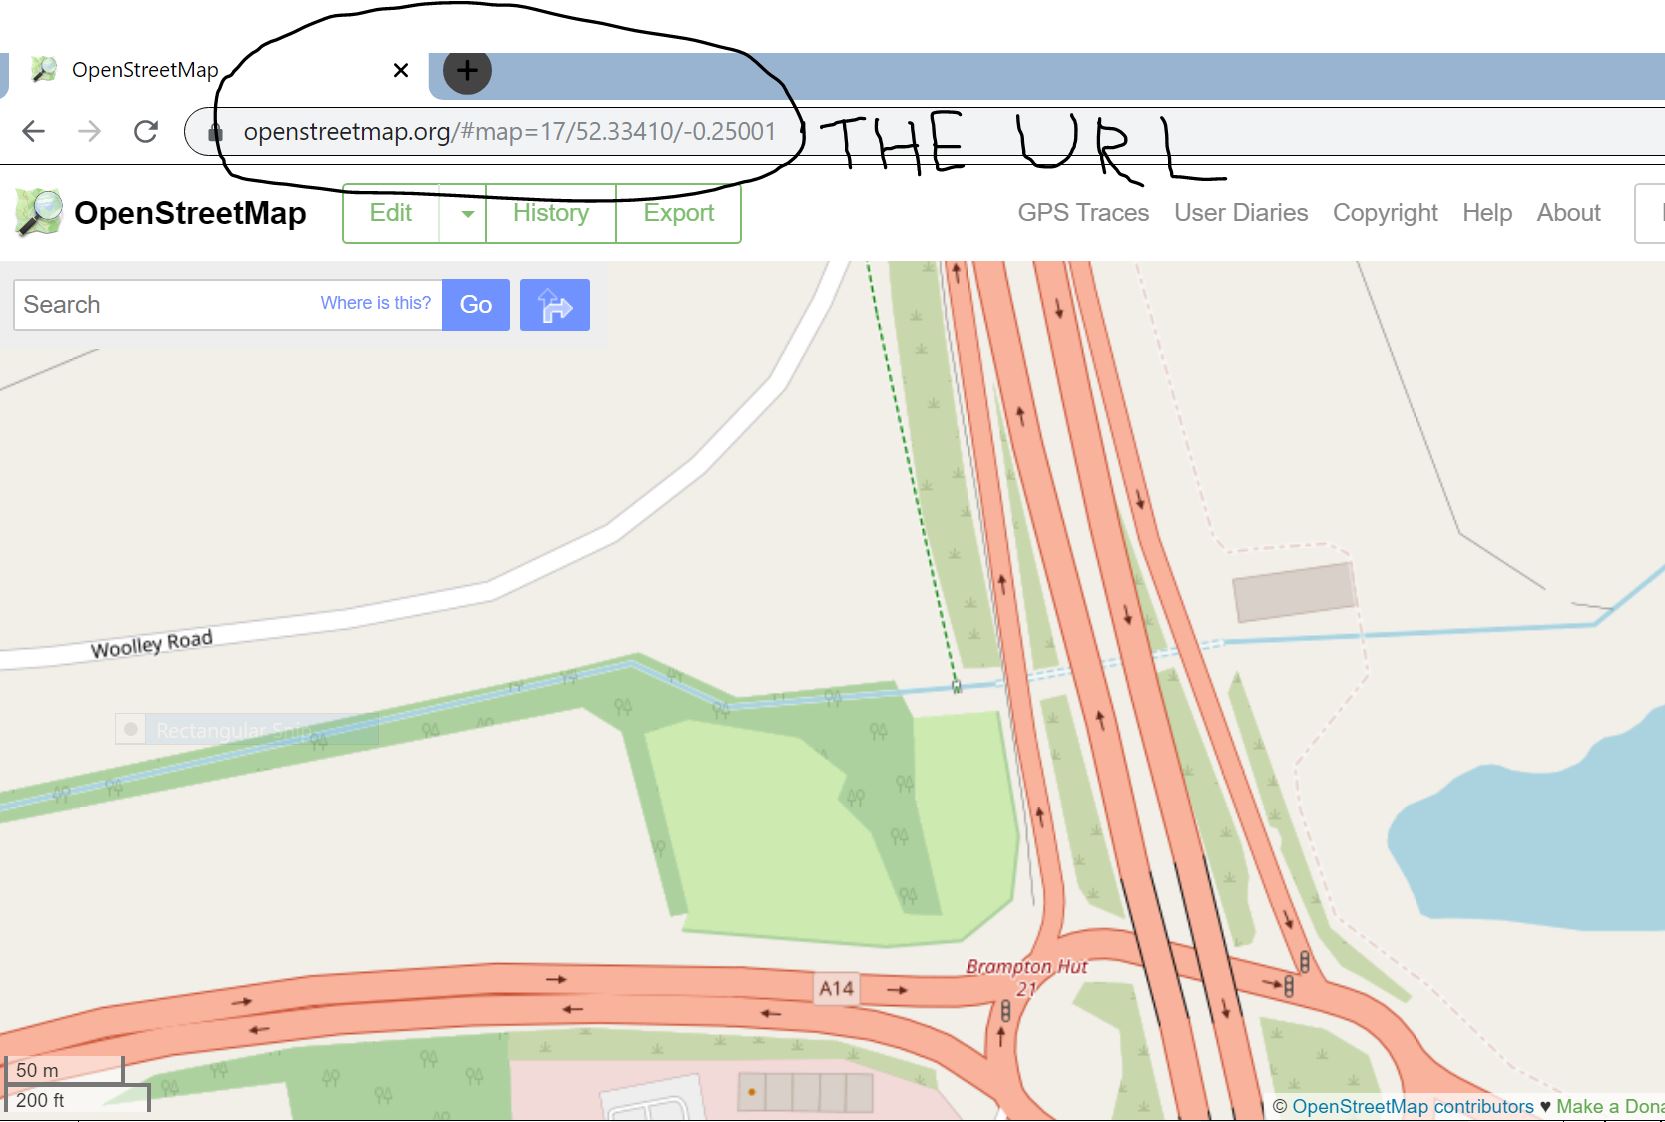 OpenStreetMap
openstreetmap.org/#map=17/52.33410/-0.25001
THE URL
OpenStreetMap
Edit
History
Export
GPS Traces
User Diaries
Copyright
Help
About
Search
Where is this?
Go
Woolley Road
Rectangular Snip
Brampton Hut
21
A14
50 m
200 ft
© OpenStreetMap contributors ♥ Make a Dona